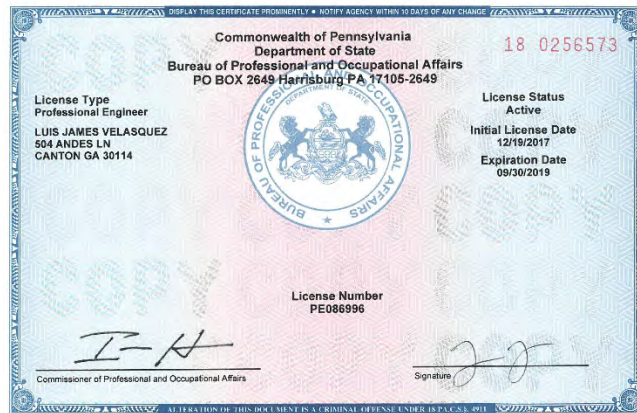 DISPLAY THIS CERTIFICATE PROMINENTLY • NOTIFY AGENCY WITHIN 10 DAYS OF ANY CHANGE
Commonwealth of Pennsylvania
Department of State
Bureau of Professional and Occupational Affairs
PO BOX 2649 Harrisburg PA 17105-2649
18 0256573
License Type
Professional Engineer
LUIS JAMES VELASQUEZ
504 ANDES LN
CANTON GA 30114
DEPARTMENT OF STATE
BUREAU OF PROFESSIONAL AND OCCUPATIONAL AFFAIRS
License Status
Active
Initial License Date
12/19/2017
Expiration Date
09/30/2019
COPY
COPY
COPY
COPY
License Number
PE086996
Commissioner of Professional and Occupational Affairs
Signature
ALTERATION OF THIS DOCUMENT IS A CRIMINAL OFFENSE UNDER 18 PA.C.S. § 4911